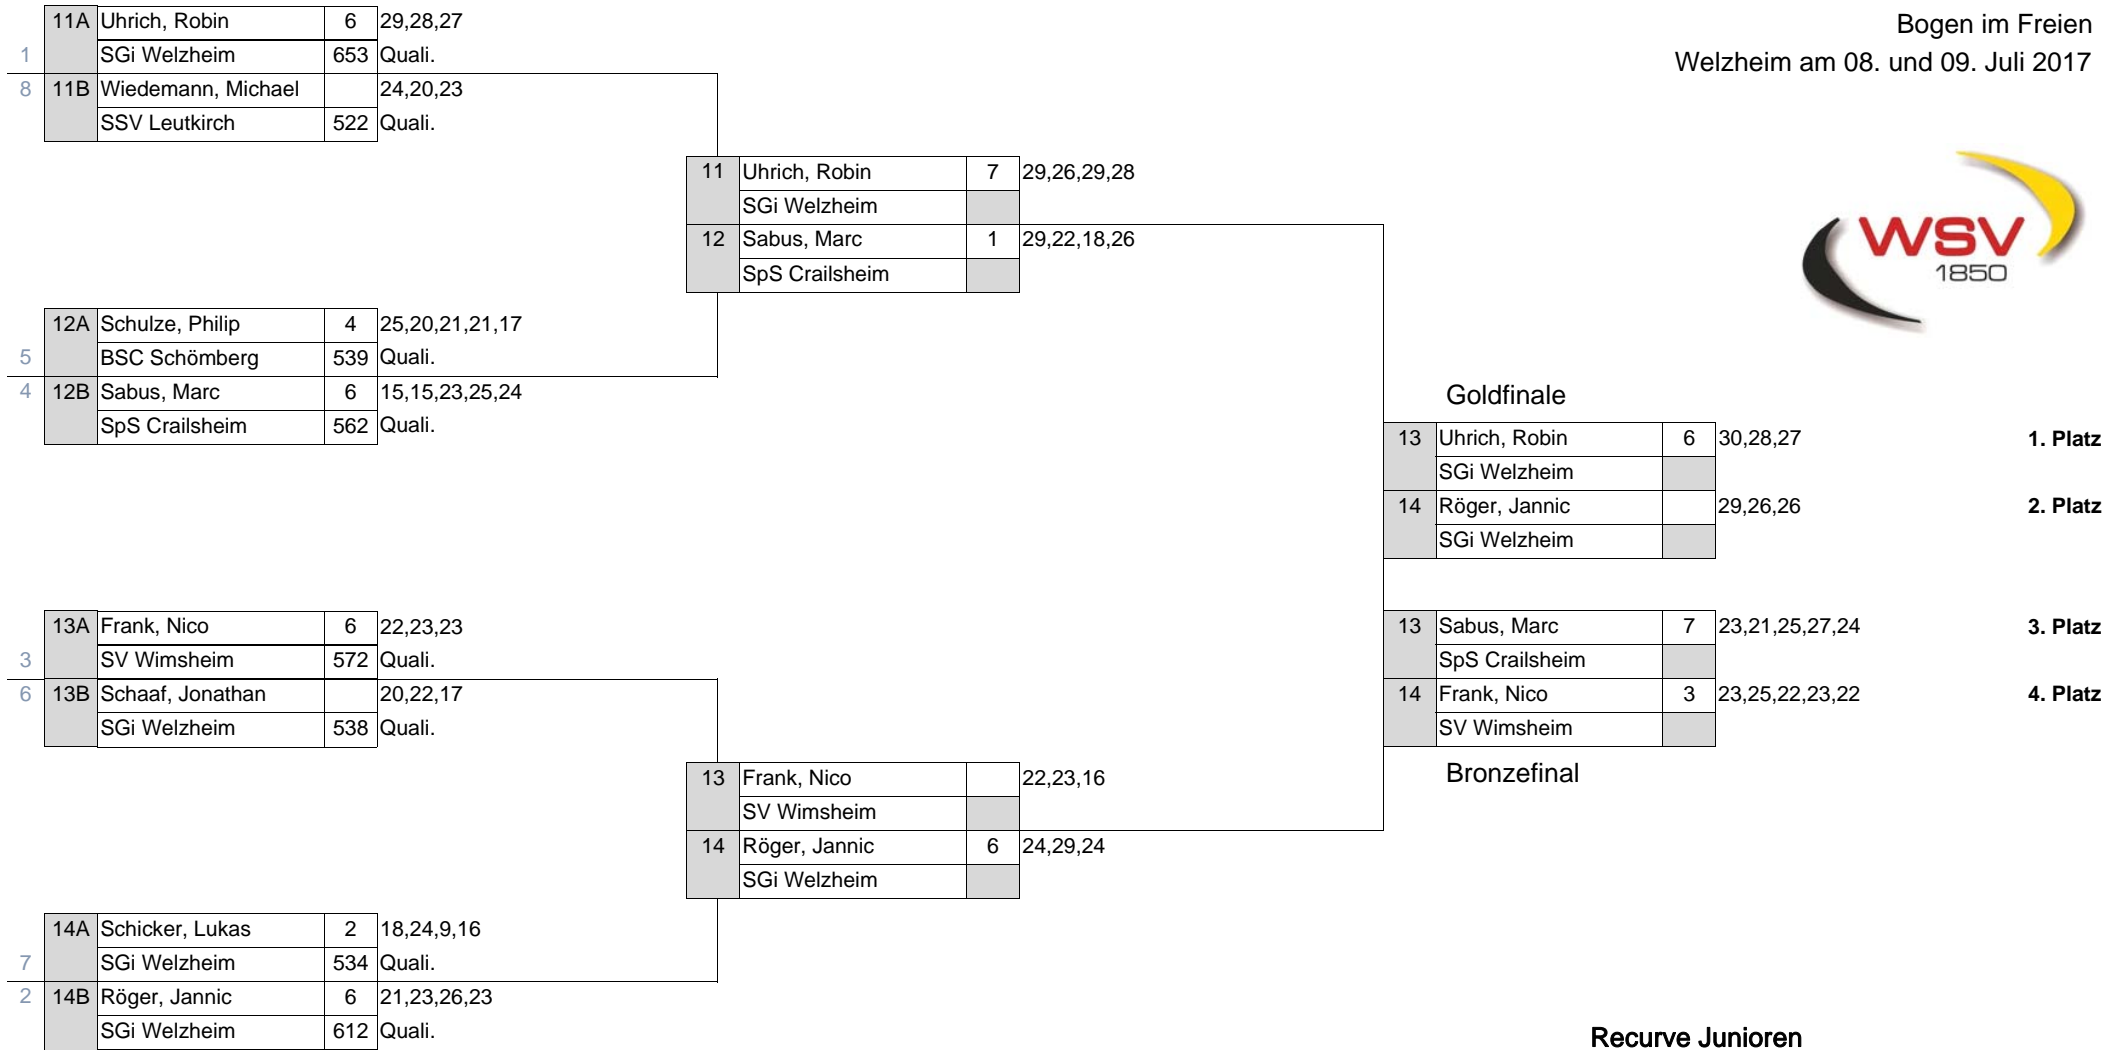 Bogen im Freien
Welzheim am 08. und 09. Juli 2017
WSV
1850
11A Uhrich, Robin 6 29,28,27
1 SGi Welzheim 653 Quali.
8 11B Wiedemann, Michael 24,20,23
SSV Leutkirch 522 Quali.
11 Uhrich, Robin 7 29,26,29,28
SGi Welzheim
12 Sabus, Marc 1 29,22,18,26
SpS Crailsheim
12A Schulze, Philip 4 25,20,21,21,17
5 BSC Schömberg 539 Quali.
4 12B Sabus, Marc 6 15,15,23,25,24
SpS Crailsheim 562 Quali.
Goldfinale
13 Uhrich, Robin 6 30,28,27 1. Platz
SGi Welzheim
14 Röger, Jannic 29,26,26 2. Platz
SGi Welzheim
13A Frank, Nico 6 22,23,23
3 SV Wimsheim 572 Quali.
6 13B Schaaf, Jonathan 20,22,17
SGi Welzheim 538 Quali.
13 Sabus, Marc 7 23,21,25,27,24 3. Platz
SpS Crailsheim
14 Frank, Nico 3 23,25,22,23,22 4. Platz
SV Wimsheim
Bronzefinal
13 Frank, Nico 22,23,16
SV Wimsheim
14 Röger, Jannic 6 24,29,24
SGi Welzheim
14A Schicker, Lukas 2 18,24,9,16
7 SGi Welzheim 534 Quali.
2 14B Röger, Jannic 6 21,23,26,23
SGi Welzheim 612 Quali.
Recurve Junioren